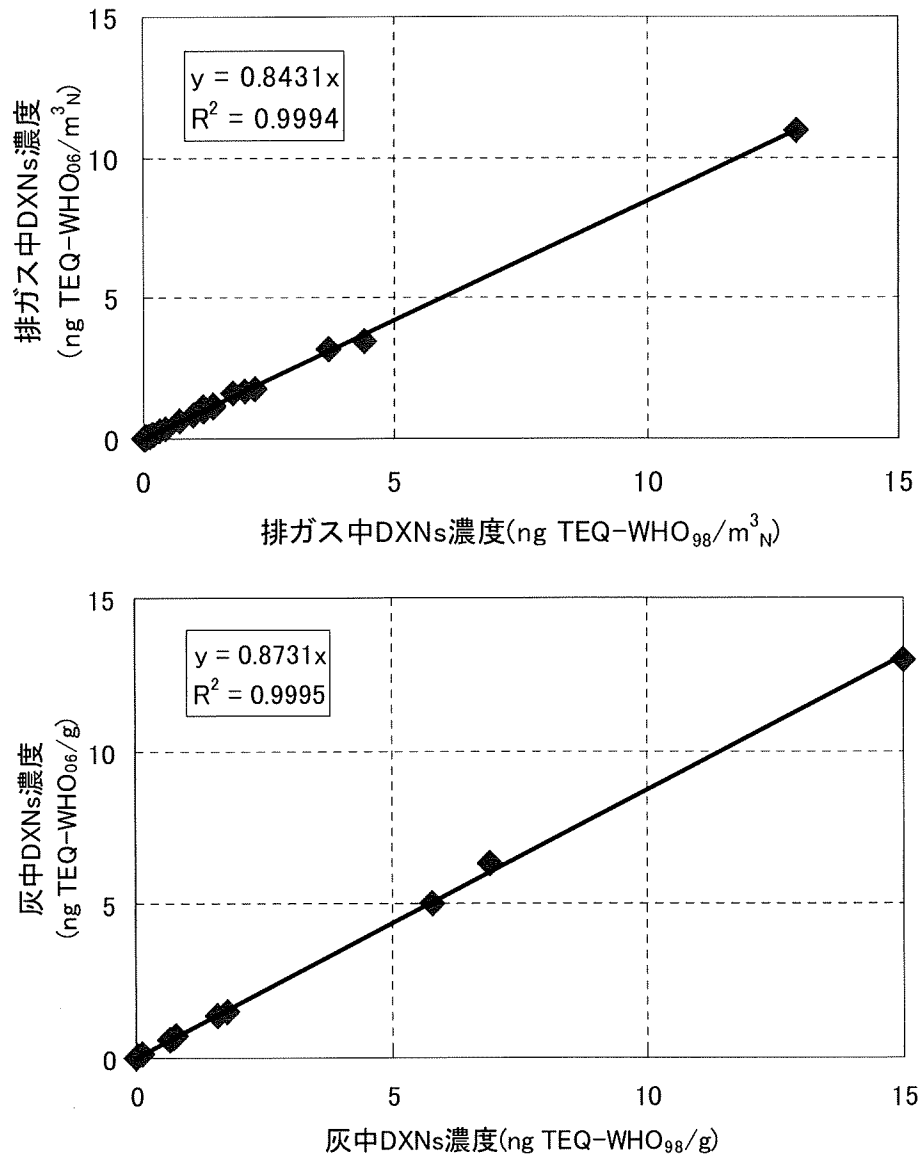 15
y = 0.8431x
R² = 0.9994
10
5
0
排ガス中DXNs濃度
(ng TEQ-WHO₀₆/m³N)
0 5 10 15
排ガス中DXNs濃度(ng TEQ-WHO₉₈/m³N)
15
y = 0.8731x
R² = 0.9995
10
5
0
灰中DXNs濃度
(ng TEQ-WHO₀₆/g)
0 5 10 15
灰中DXNs濃度(ng TEQ-WHO₉₈/g)